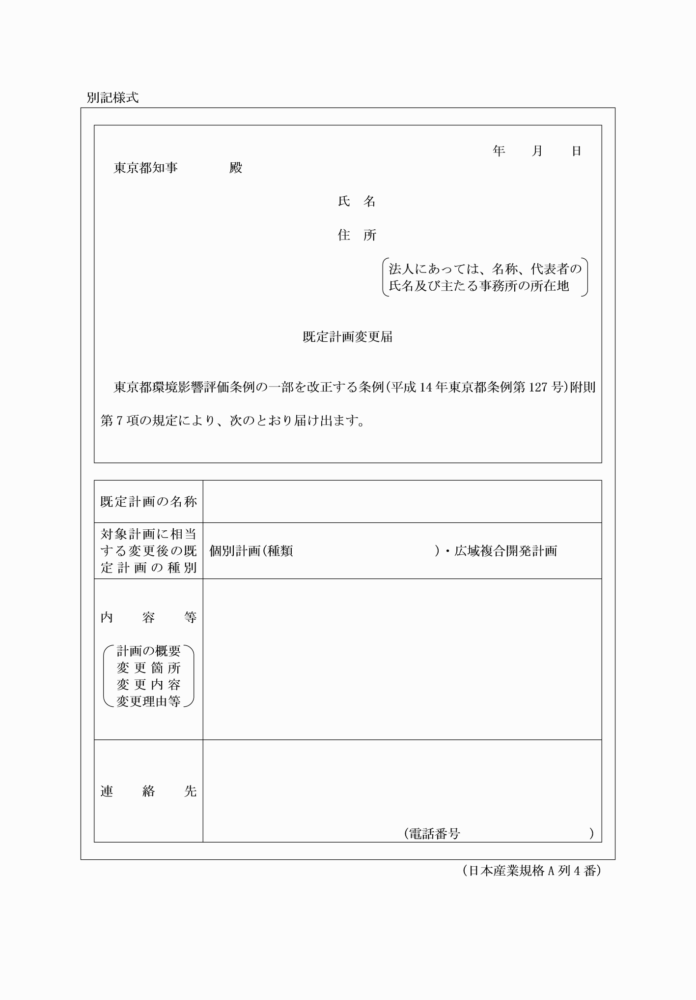 別記様式
年　　月　　日
東京都知事　　　　殿
氏　名
住　所
法人にあっては、名称、代表者の
氏名及び主たる事務所の所在地
既定計画変更届
東京都環境影響評価条例の一部を改正する条例(平成 14 年東京都条例第 127 号)附則
第 7 項の規定により、次のとおり届け出ます。
既定計画の名称
対象計画に相当
する変更後の既
定計画の種別
個別計画(種類　　　　　　　　　　　)・広域複合開発計画
内　　容　　等
計画の概要
変更箇所
変更内容
変更理由等
連　　絡　　先
(電話番号　　　　　　　　　　)
(日本産業規格 A 列 4 番)